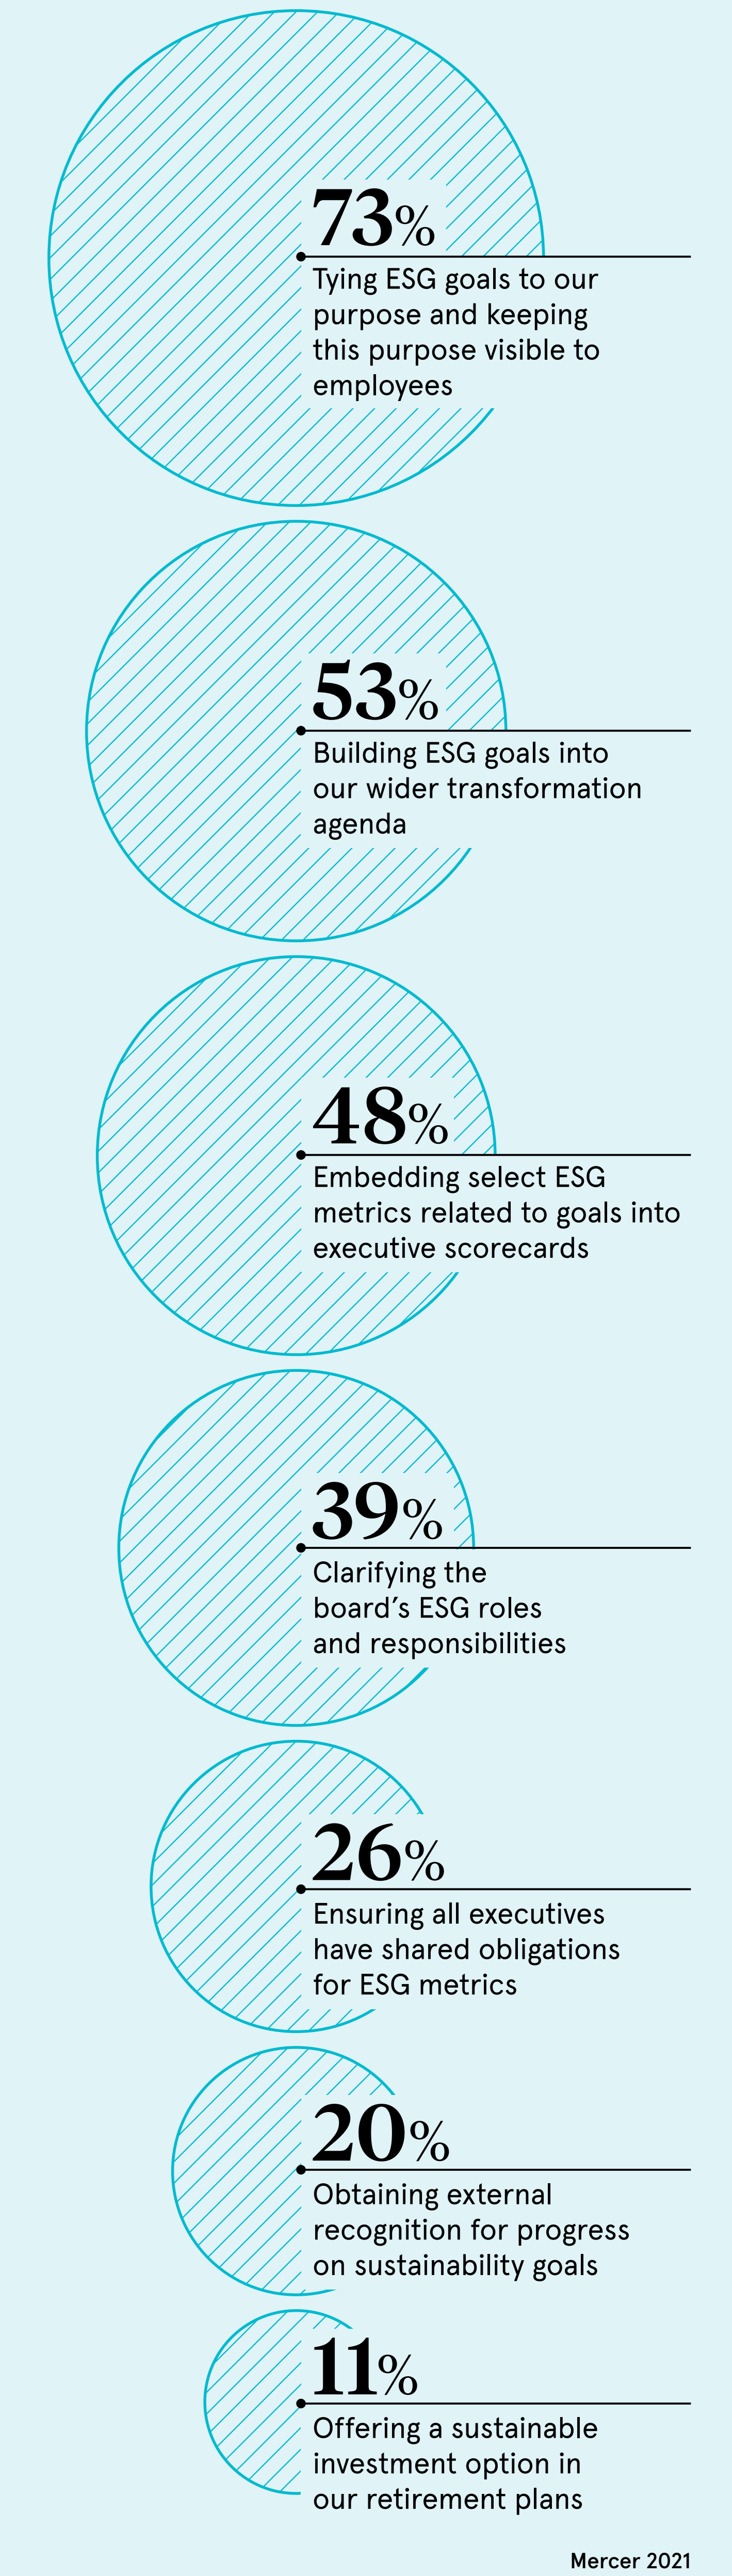 73%
Tying ESG goals to our
purpose and keeping
this purpose visible to
employees
53%
Building ESG goals into
our wider transformation
agenda
48%
Embedding select ESG
metrics related to goals into
executive scorecards
39%
Clarifying the
board’s ESG roles
and responsibilities
26%
Ensuring all executives
have shared obligations
for ESG metrics
20%
Obtaining external
recognition for progress
on sustainability goals
11%
Offering a sustainable
investment option in
our retirement plans
Mercer 2021